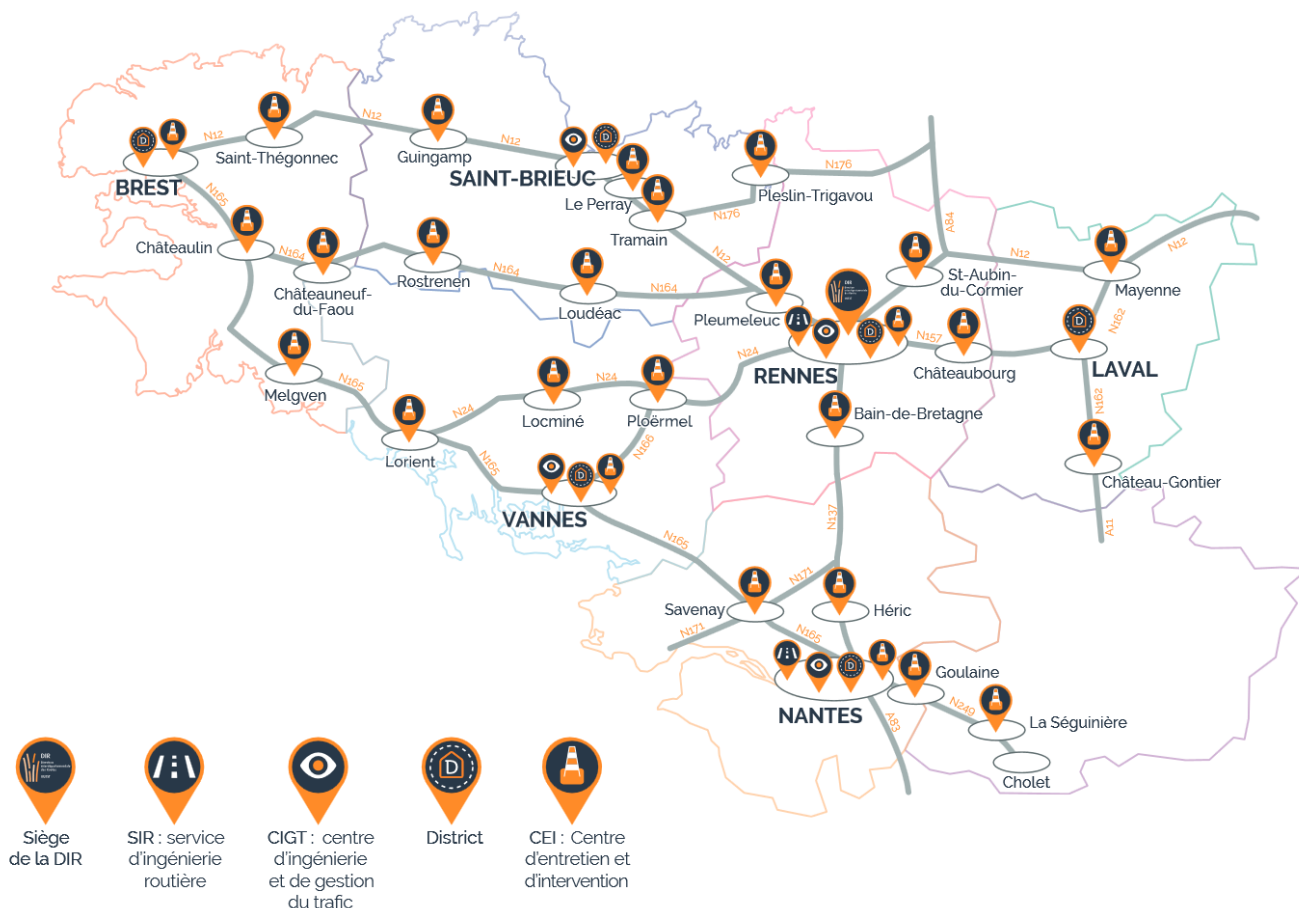 N12
N12
Saint-Thégonnec
Guingamp
N12
BREST
SAINT-BRIEUC
Le Perray
Tramain
N176
Pleslin-Trigavou
N176
A84
N165
Châteaulin
N164
Châteauneuf-
du-Faou
Rostrenen
N164
Loudéac
N164
N12
Pleumeleuc
St-Aubin-
du-Cormier
N12
Mayenne
N12
N162
N157
Châteaubourg
LAVAL
RENNES
N24
Melgven
N165
N24
Locminé
N24
Ploërmel
Bain-de-Bretagne
N162
Lorient
N165
N166
Château-Gontier
VANNES
A11
N137
N165
N171
Savenay
Héric
N171
N165
Goulaine
N249
La Séguinière
NANTES
A83
Cholet
D
D
D
D
D
D
DIR
Siège
de la DIR
SIR : service
d'ingénierie
routière
CIGT : centre
d'ingénierie
et de gestion
du trafic
District
CEI : Centre
d'entretien et
d'intervention